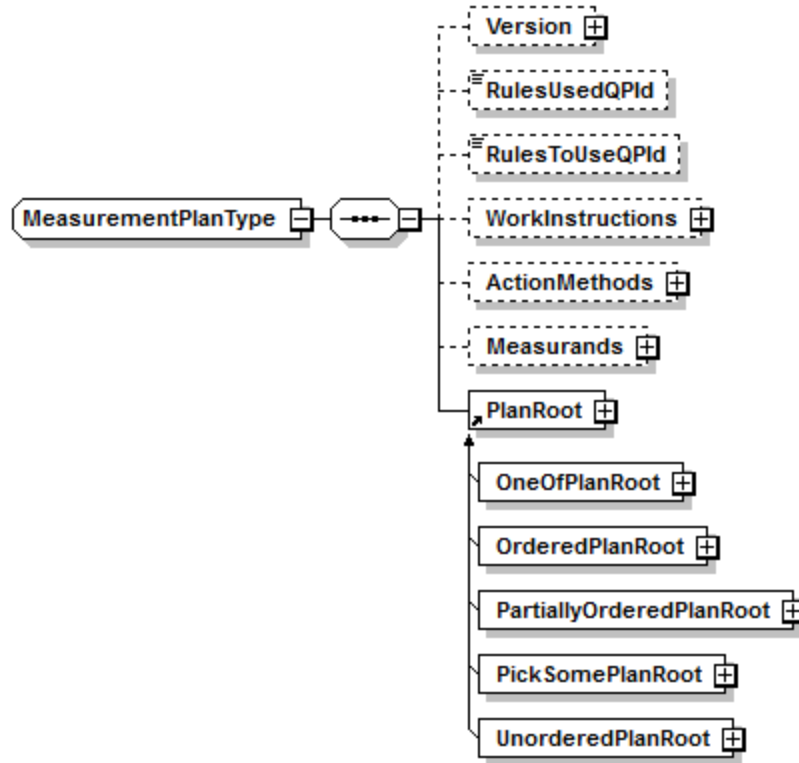 Version
RulesUsedQPId
RulesToUseQPId
MeasurementPlanType
WorkInstructions
ActionMethods
Measurands
PlanRoot
OneOfPlanRoot
OrderedPlanRoot
PartiallyOrderedPlanRoot
PickSomePlanRoot
UnorderedPlanRoot